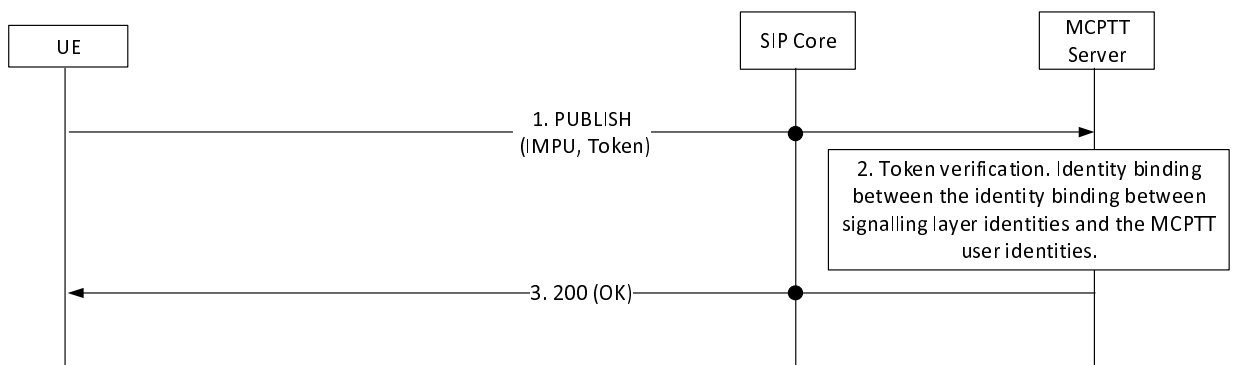 UE
SIP Core
MCPTT
Server
1. PUBLISH
(IMPU, Token)
2. Token verification. Identity binding
between the identity binding between
signalling layer identities and the MCPTT
user identities.
3. 200 (OK)